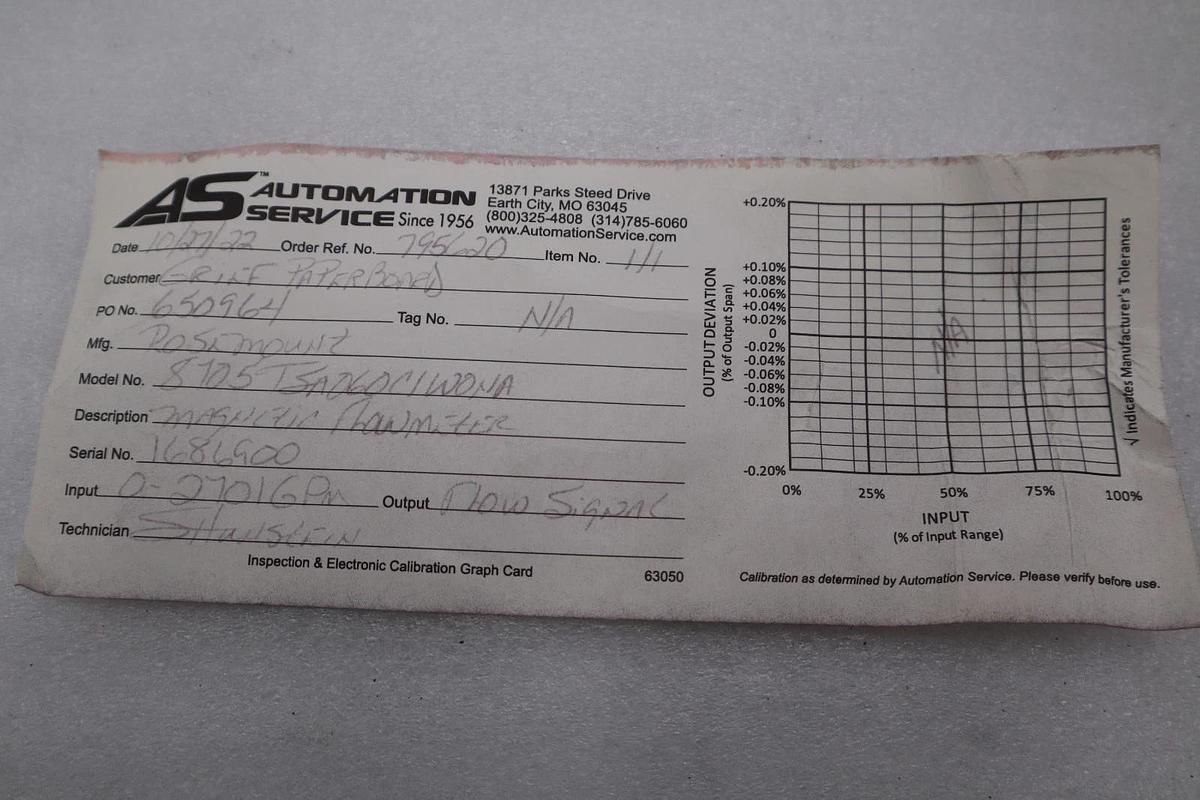 AS™ AUTOMATION SERVICE Since 1956
13871 Parks Steed Drive
Earth City, MO 63045
(800)325-4808 (314)785-6060
www.AutomationService.com
Date 10/27/22 Order Ref. No. 795620 Item No. 1/1
Customer GRIEF PAPERBOARD
PO No. 650964 Tag No. N/A
Mfg. ROSEMOUNT
Model No.
Description MAGNETIC FLOWMETER
Serial No. 1686900
Input 0-2701GPM Output FLOW SIGNAL
Technician
Inspection & Electronic Calibration Graph Card 63050
OUTPUT DEVIATION
(% of Output Span)
+0.20%
+0.10%
+0.08%
+0.06%
+0.04%
+0.02%
0
-0.02%
-0.04%
-0.06%
-0.08%
-0.10%
-0.20%
N/A
0% 25% 50% 75% 100%
INPUT
(% of Input Range)
√ Indicates Manufacturer's Tolerances
Calibration as determined by Automation Service. Please verify before use.